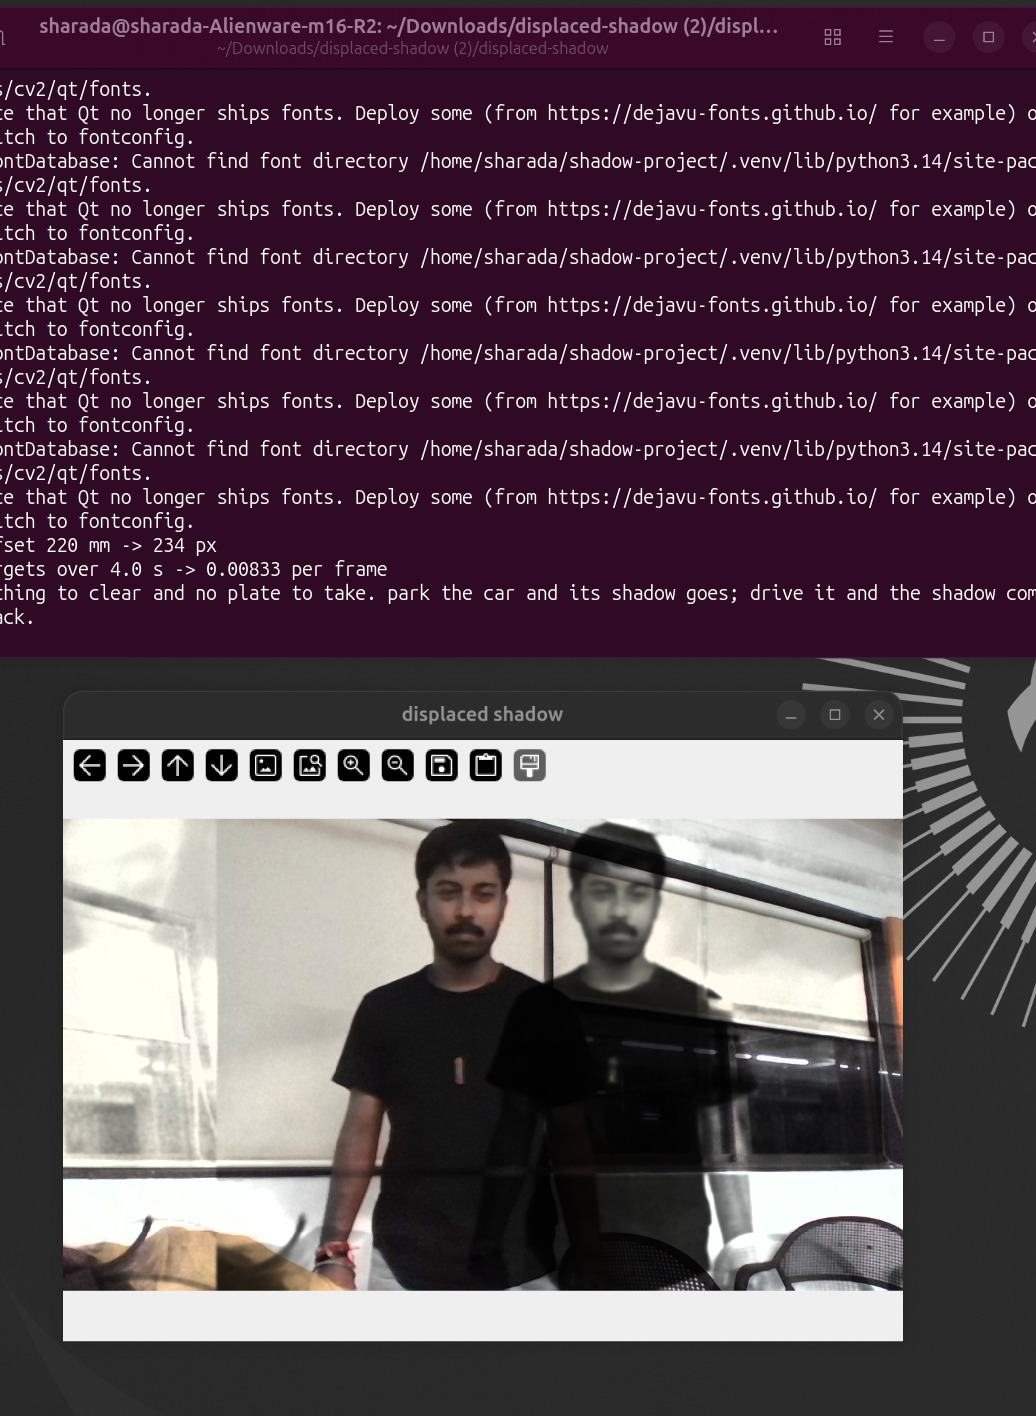 sharada@sharada-Alienware-m16-R2: ~/Downloads/displaced-shadow (2)/displ…
~/Downloads/displaced-shadow (2)/displaced-shadow
s/cv2/qt/fonts.
te that Qt no longer ships fonts. Deploy some (from https://dejavu-fonts.github.io/ for example) o
itch to fontconfig.
ontDatabase: Cannot find font directory /home/sharada/shadow-project/.venv/lib/python3.14/site-pac
s/cv2/qt/fonts.
te that Qt no longer ships fonts. Deploy some (from https://dejavu-fonts.github.io/ for example) o
itch to fontconfig.
ontDatabase: Cannot find font directory /home/sharada/shadow-project/.venv/lib/python3.14/site-pac
s/cv2/qt/fonts.
te that Qt no longer ships fonts. Deploy some (from https://dejavu-fonts.github.io/ for example) o
itch to fontconfig.
ontDatabase: Cannot find font directory /home/sharada/shadow-project/.venv/lib/python3.14/site-pac
s/cv2/qt/fonts.
te that Qt no longer ships fonts. Deploy some (from https://dejavu-fonts.github.io/ for example) o
itch to fontconfig.
ontDatabase: Cannot find font directory /home/sharada/shadow-project/.venv/lib/python3.14/site-pac
s/cv2/qt/fonts.
te that Qt no longer ships fonts. Deploy some (from https://dejavu-fonts.github.io/ for example) o
itch to fontconfig.
fset 220 mm -> 234 px
rgets over 4.0 s -> 0.00833 per frame
thing to clear and no plate to take. park the car and its shadow goes; drive it and the shadow com
ack.
displaced shadow